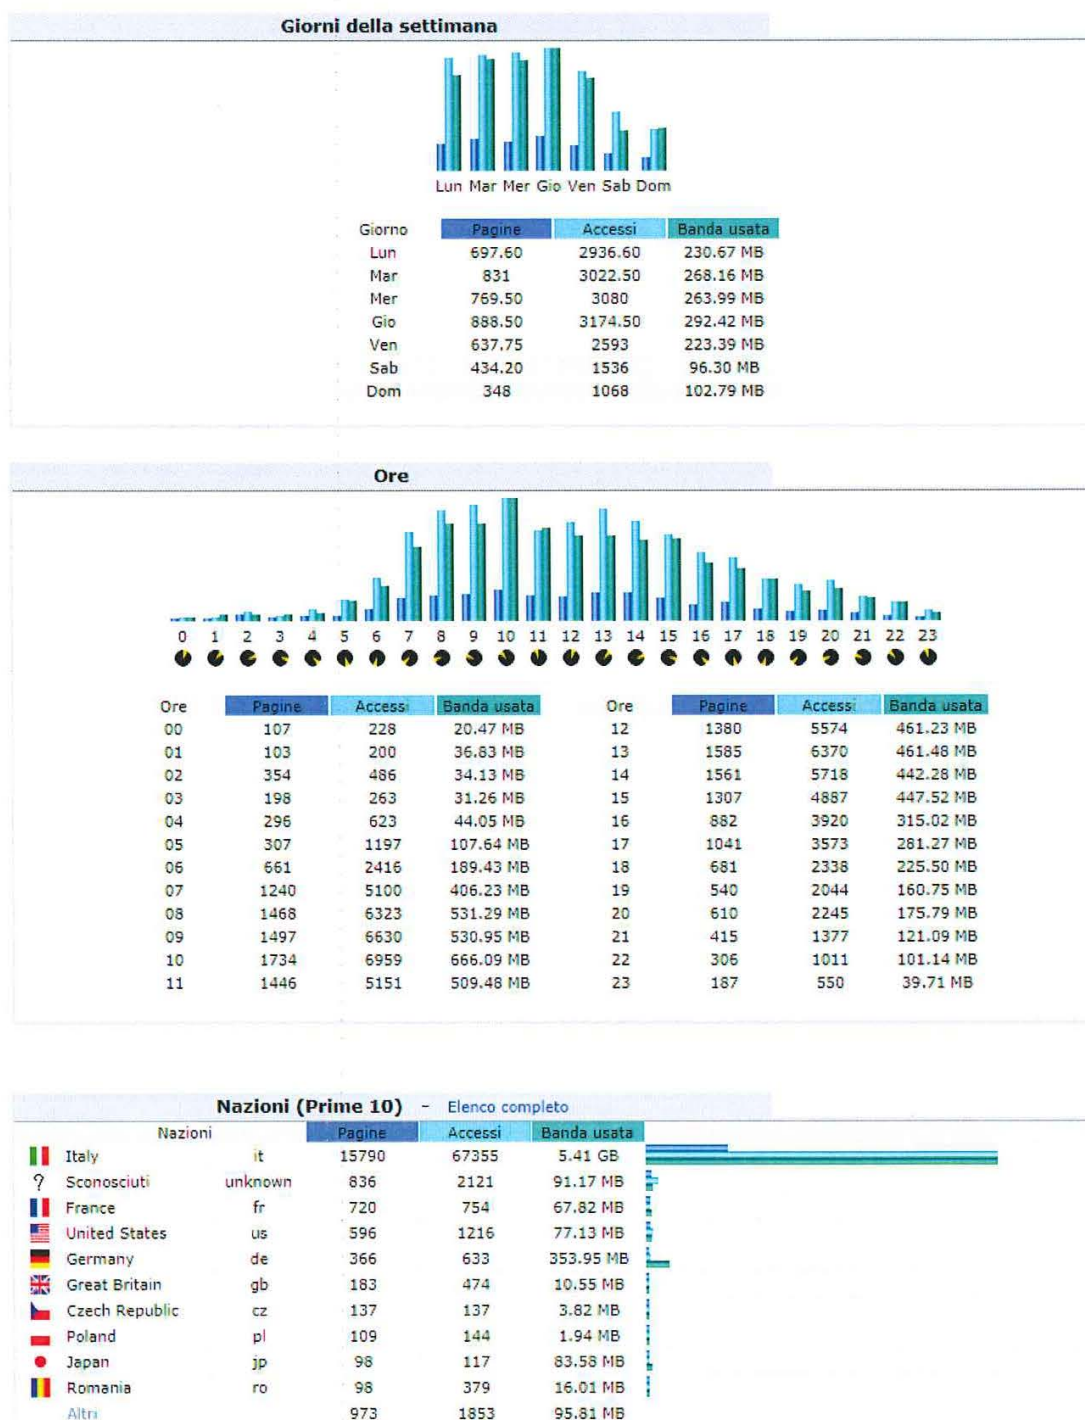 Giorni della settimana
Lun Mar Mer Gio Ven Sab Dom
Giorno Pagine Accessi Banda usata
Lun 697.60 2936.60 230.67 MB
Mar 831 3022.50 268.16 MB
Mer 769.50 3080 263.99 MB
Gio 888.50 3174.50 292.42 MB
Ven 637.75 2593 223.39 MB
Sab 434.20 1536 96.30 MB
Dom 348 1068 102.79 MB
Ore
0 1 2 3 4 5 6 7 8 9 10 11 12 13 14 15 16 17 18 19 20 21 22 23
Ore Pagine Accessi Banda usata Ore Pagine Accessi Banda usata
00 107 228 20.47 MB 12 1380 5574 461.23 MB
01 103 200 36.83 MB 13 1585 6370 461.48 MB
02 354 486 34.13 MB 14 1561 5718 442.28 MB
03 198 263 31.26 MB 15 1307 4887 447.52 MB
04 296 623 44.05 MB 16 882 3920 315.02 MB
05 307 1197 107.64 MB 17 1041 3573 281.27 MB
06 661 2416 189.43 MB 18 681 2338 225.50 MB
07 1240 5100 406.23 MB 19 540 2044 160.75 MB
08 1468 6323 531.29 MB 20 610 2245 175.79 MB
09 1497 6630 530.95 MB 21 415 1377 121.09 MB
10 1734 6959 666.09 MB 22 306 1011 101.14 MB
11 1446 5151 509.48 MB 23 187 550 39.71 MB
Nazioni (Prime 10) - Elenco completo
Nazioni Pagine Accessi Banda usata
Italy it 15790 67355 5.41 GB
? Sconosciuti unknown 836 2121 91.17 MB
France fr 720 754 67.82 MB
United States us 596 1216 77.13 MB
Germany de 366 633 353.95 MB
Great Britain gb 183 474 10.55 MB
Czech Republic cz 137 137 3.82 MB
Poland pl 109 144 1.94 MB
Japan jp 98 117 83.58 MB
Romania ro 98 379 16.01 MB
Altri 973 1853 95.81 MB